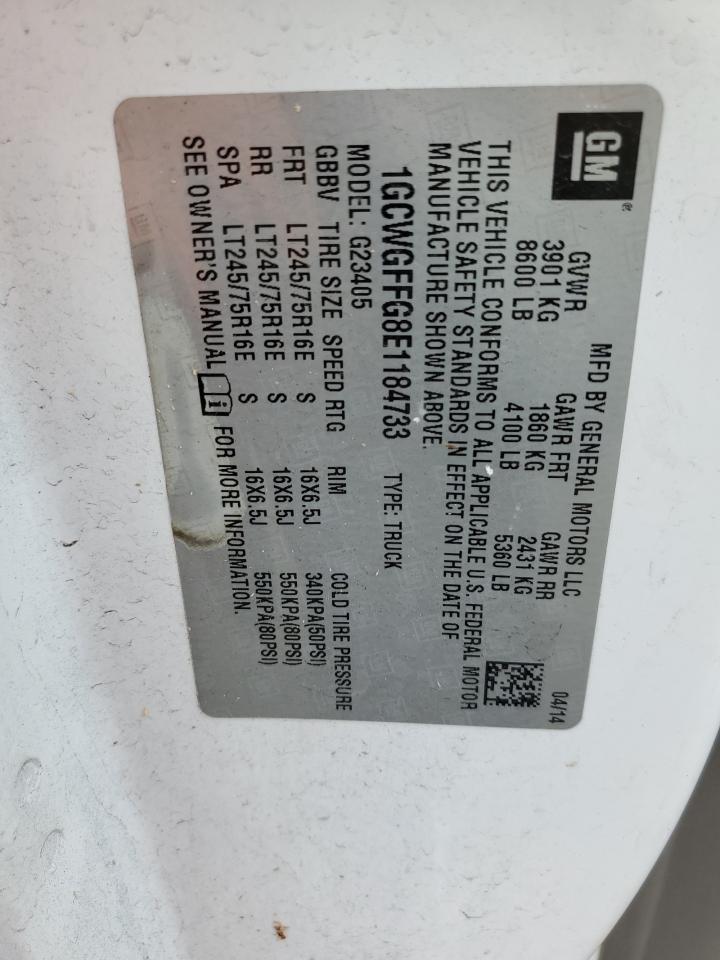 GM®
MFD BY GENERAL MOTORS LLC 04/14
GVWR GAWR FRT GAWR RR
3901 KG 1860 KG 2431 KG
8600 LB 4100 LB 5360 LB
THIS VEHICLE CONFORMS TO ALL APPLICABLE U.S. FEDERAL MOTOR
VEHICLE SAFETY STANDARDS IN EFFECT ON THE DATE OF
MANUFACTURE SHOWN ABOVE.
1GCWGFFG8E1184733 TYPE: TRUCK
MODEL: G23405
GBBV TIRE SIZE SPEED RTG RIM COLD TIRE PRESSURE
FRT LT245/75R16E S 16X6.5J 340KPA(50PSI)
RR LT245/75R16E S 16X6.5J 550KPA(80PSI)
SPA LT245/75R16E S 16X6.5J 550KPA(80PSI)
SEE OWNER'S MANUAL i FOR MORE INFORMATION.